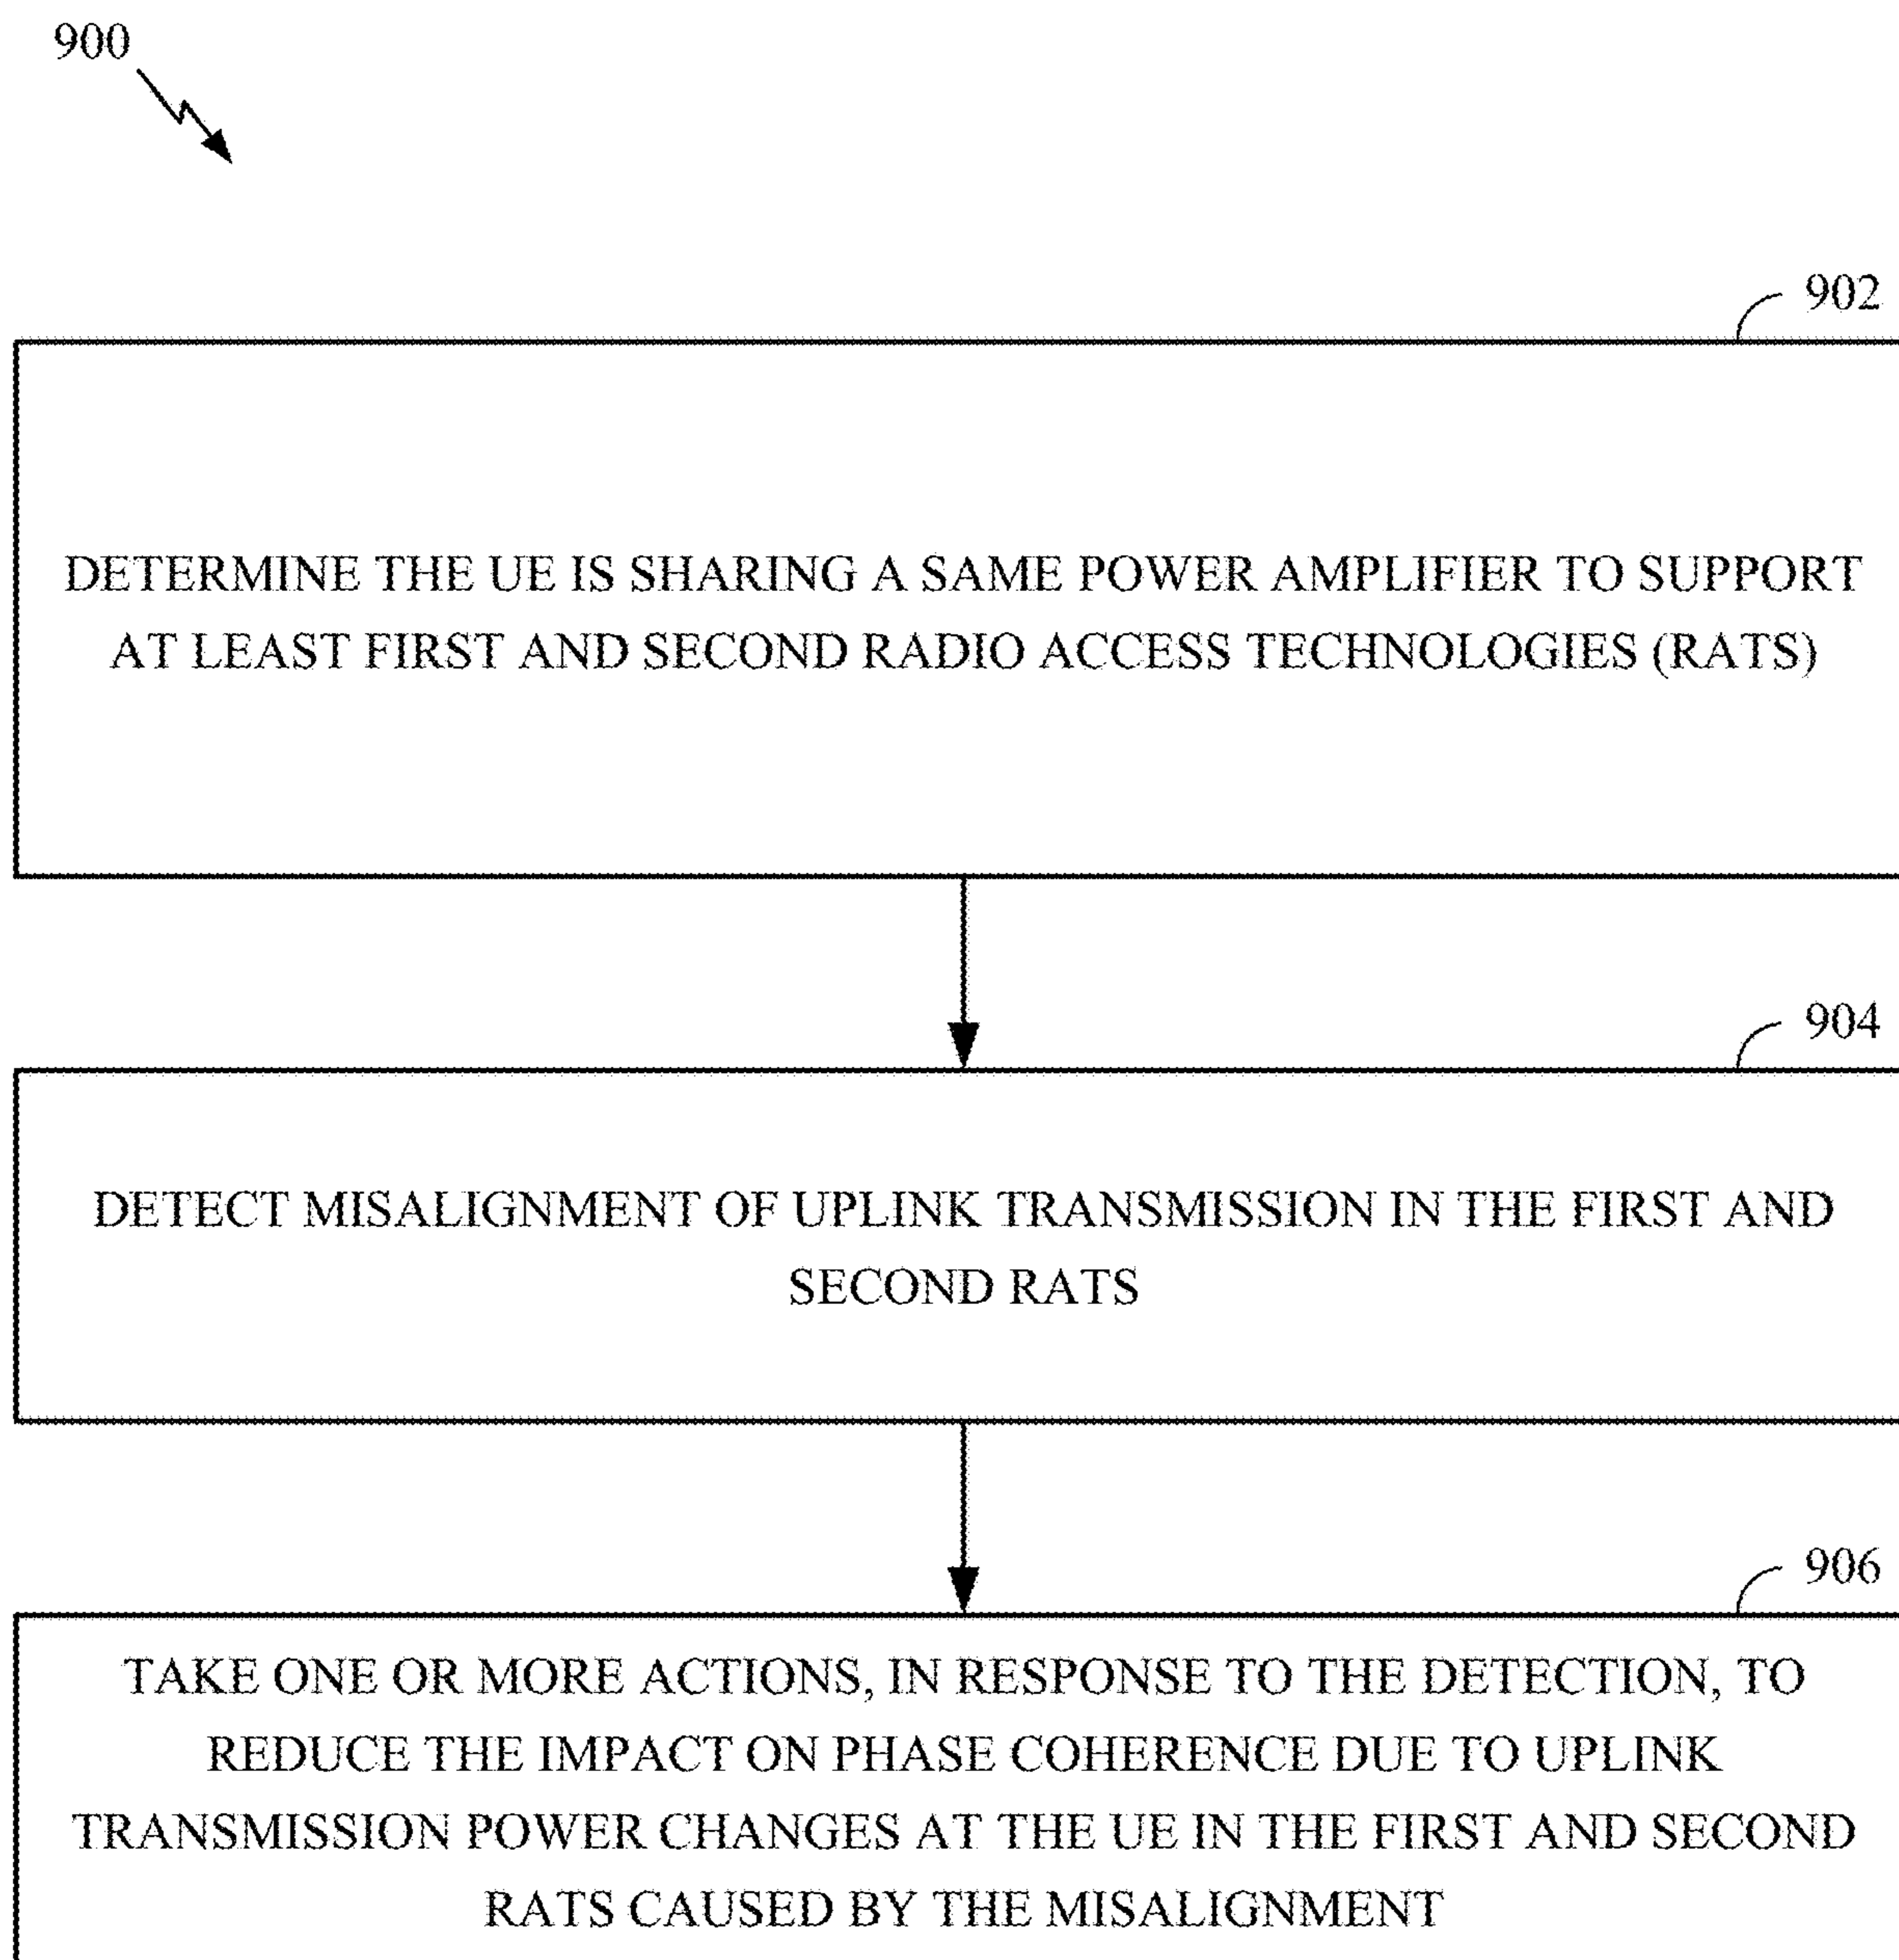 900
902
DETERMINE THE UE IS SHARING A SAME POWER AMPLIFIER TO SUPPORT
AT LEAST FIRST AND SECOND RADIO ACCESS TECHNOLOGIES (RATS)
904
DETECT MISALIGNMENT OF UPLINK TRANSMISSION IN THE FIRST AND
SECOND RATS
906
TAKE ONE OR MORE ACTIONS, IN RESPONSE TO THE DETECTION, TO
REDUCE THE IMPACT ON PHASE COHERENCE DUE TO UPLINK
TRANSMISSION POWER CHANGES AT THE UE IN THE FIRST AND SECOND
RATS CAUSED BY THE MISALIGNMENT